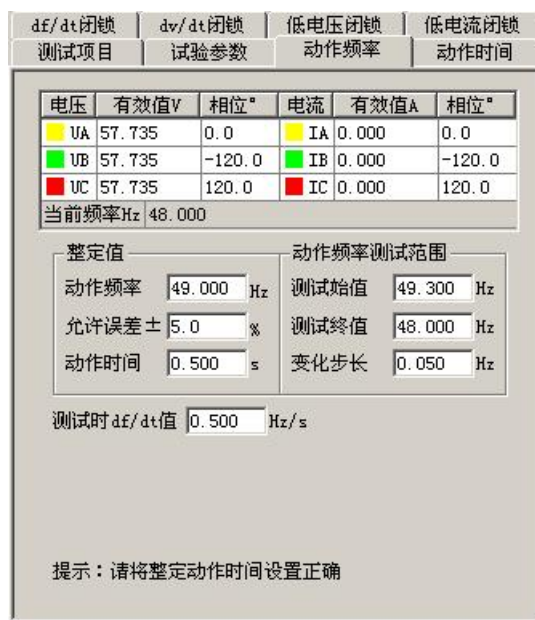 df/dt闭锁 dv/dt闭锁 低电压闭锁 低电流闭锁
测试项目 试验参数 动作频率 动作时间
电压 有效值V 相位° 电流 有效值A 相位°
UA 57.735 0.0 IA 0.000 0.0
UB 57.735 -120.0 IB 0.000 -120.0
UC 57.735 120.0 IC 0.000 120.0
当前频率Hz 48.000
整定值 动作频率测试范围
动作频率 49.000 Hz 测试始值 49.300 Hz
允许误差± 5.0 % 测试终值 48.000 Hz
动作时间 0.500 s 变化步长 0.050 Hz
测试时df/dt值 0.500 Hz/s
提示：请将整定动作时间设置正确